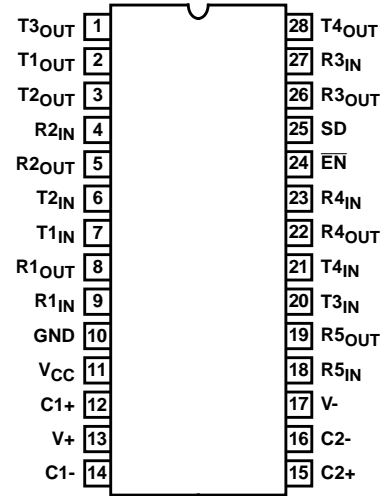 T3OUT 1 28 T4OUT
T1OUT 2 27 R3IN
T2OUT 3 26 R3OUT
R2IN 4 25 SD
R2OUT 5 24 E̅N̅
T2IN 6 23 R4IN
T1IN 7 22 R4OUT
R1OUT 8 21 T4IN
R1IN 9 20 T3IN
GND 10 19 R5OUT
VCC 11 18 R5IN
C1+ 12 17 V-
V+ 13 16 C2-
C1- 14 15 C2+